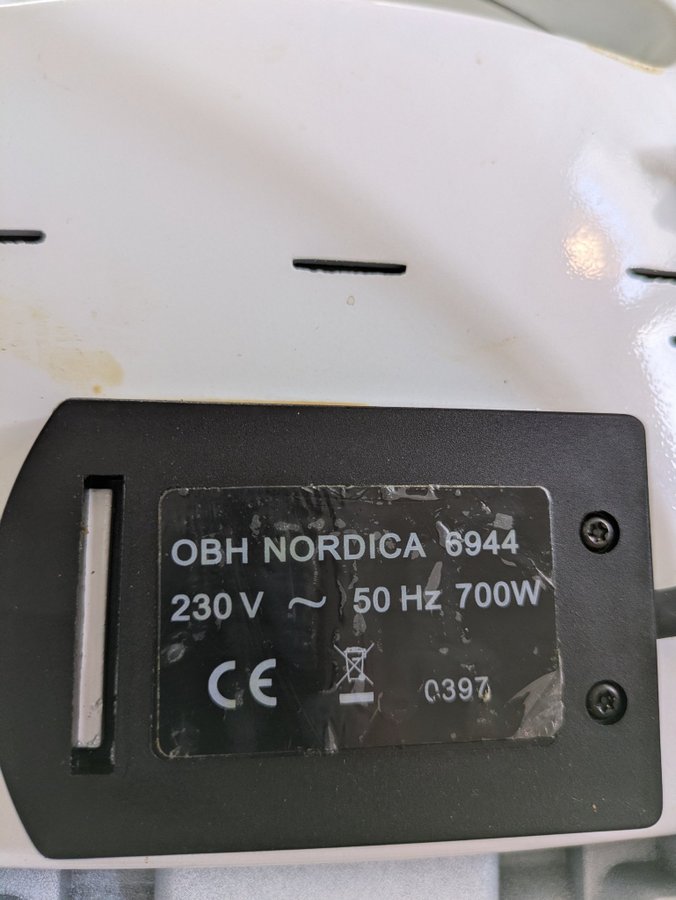 OBH NORDICA 6944
230 V ~ 50 Hz 700W
CE 0397